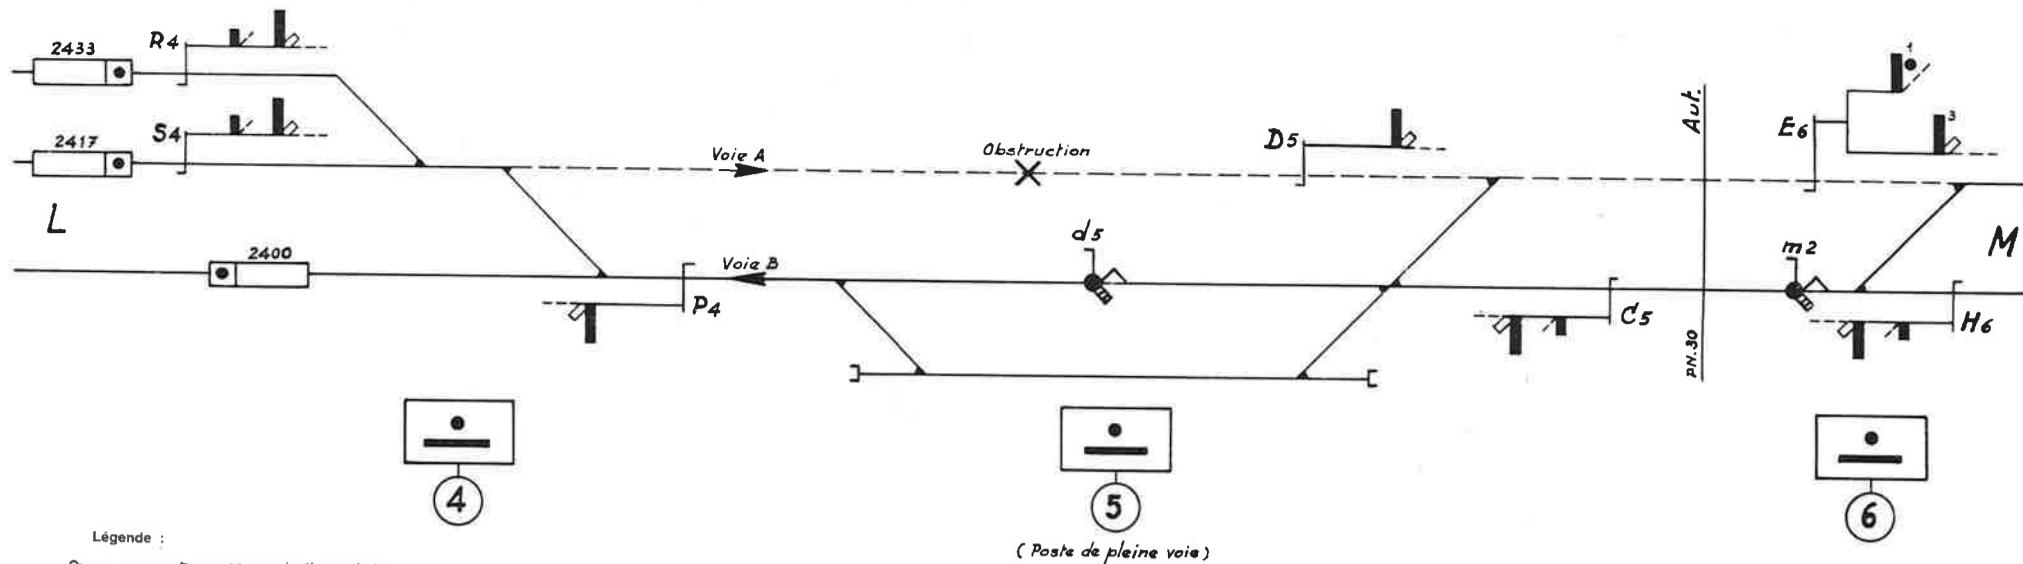 2433
R4
2417
S4
L
2400
Voie A
Obstruction
D5
Aut.
E6
1
3
d5
Voie B
P4
C5
PN.30
m2
H6
M
4
5
6
(Poste de pleine voie)
Légende :